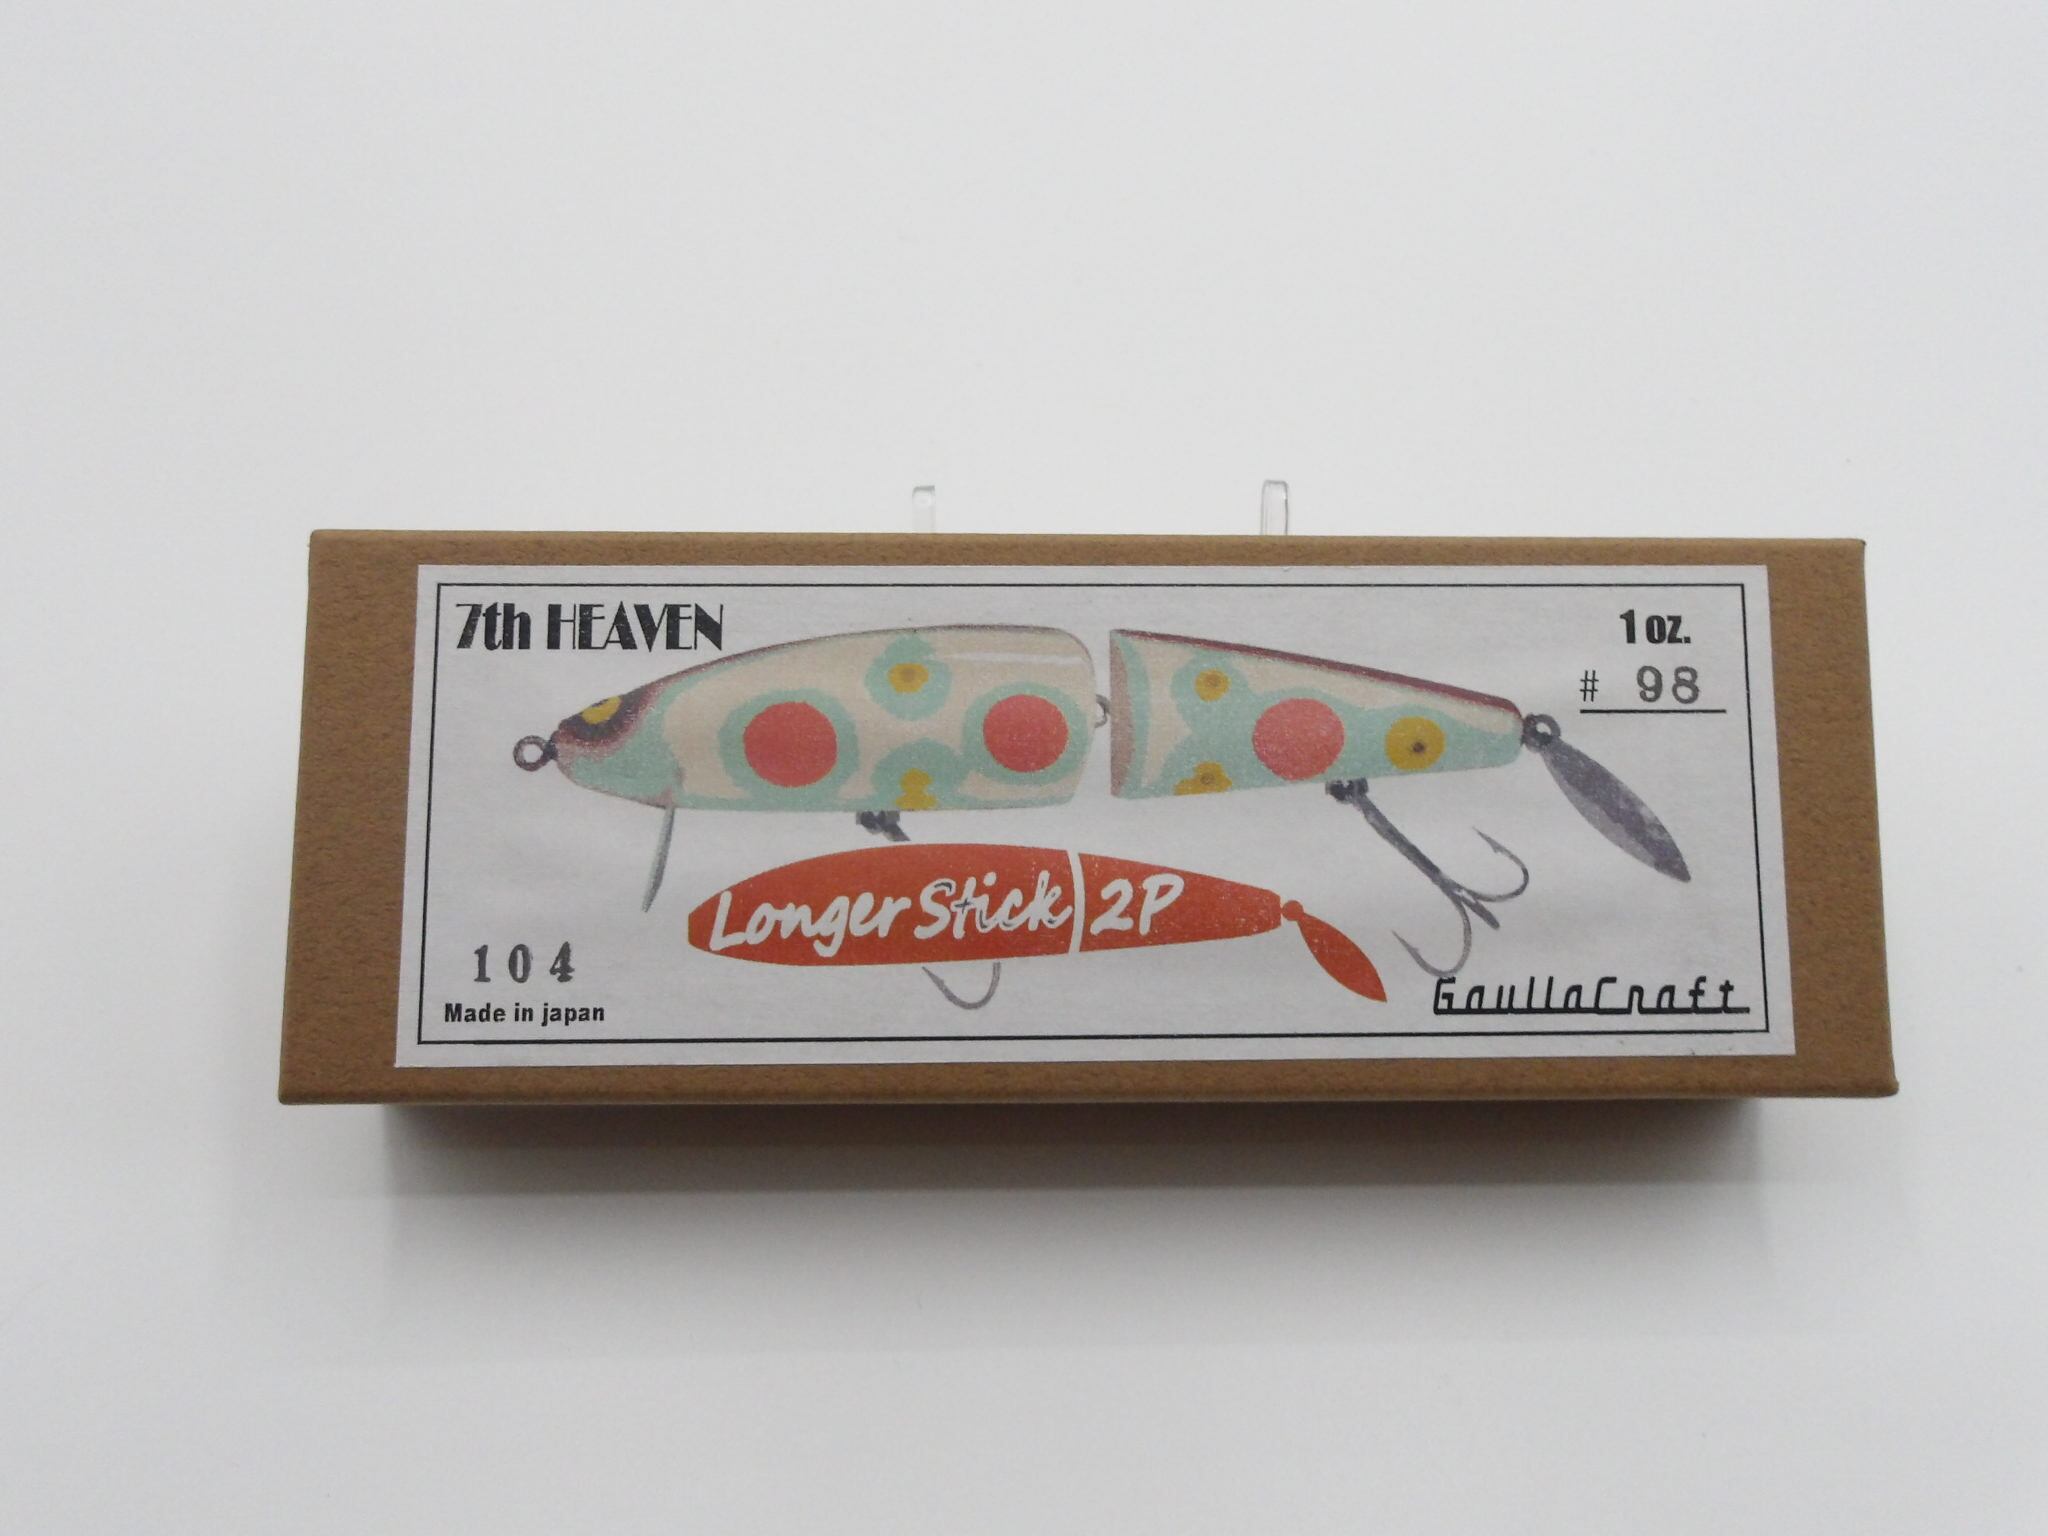 7th HEAVEN
1 oz.
# 98
Longer Stick 2P
104
Made in japan
GaullaCraft